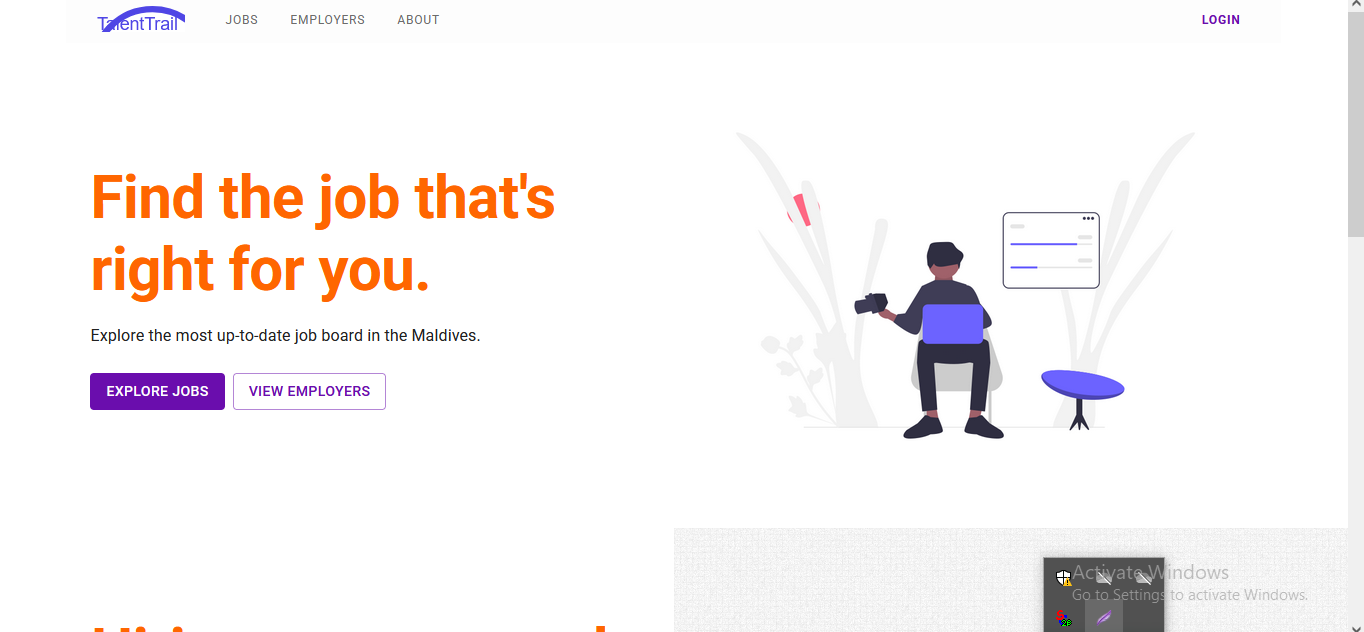 TalentTrail
JOBS
EMPLOYERS
ABOUT
LOGIN
Find the job that's
right for you.
Explore the most up-to-date job board in the Maldives.
EXPLORE JOBS
VIEW EMPLOYERS
Activate Windows
Go to Settings to activate Windows.